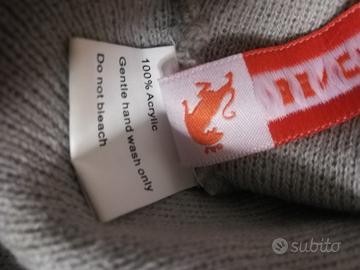 100% Acrylic
Gentle hand wash only
Do not bleach
subito